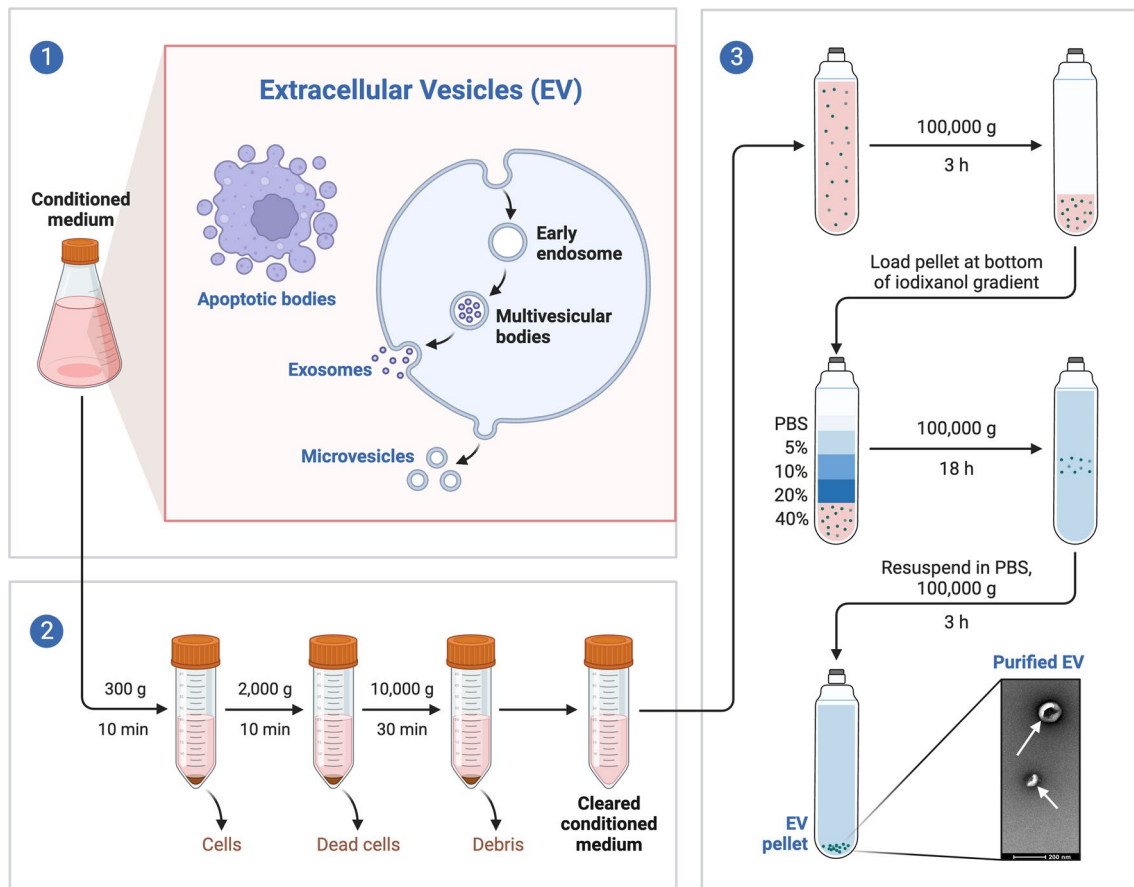 1
Extracellular Vesicles (EV)
Conditioned
medium
Apoptotic bodies
Early
endosome
Multivesicular
bodies
Exosomes
Microvesicles
2
300 g
10 min
2,000 g
10 min
10,000 g
30 min
Cells
Dead cells
Debris
Cleared
conditioned
medium
3
100,000 g
3 h
Load pellet at bottom
of iodixanol gradient
PBS
5%
10%
20%
40%
100,000 g
18 h
Resuspend in PBS,
100,000 g
3 h
Purified EV
EV
pellet
200 nm